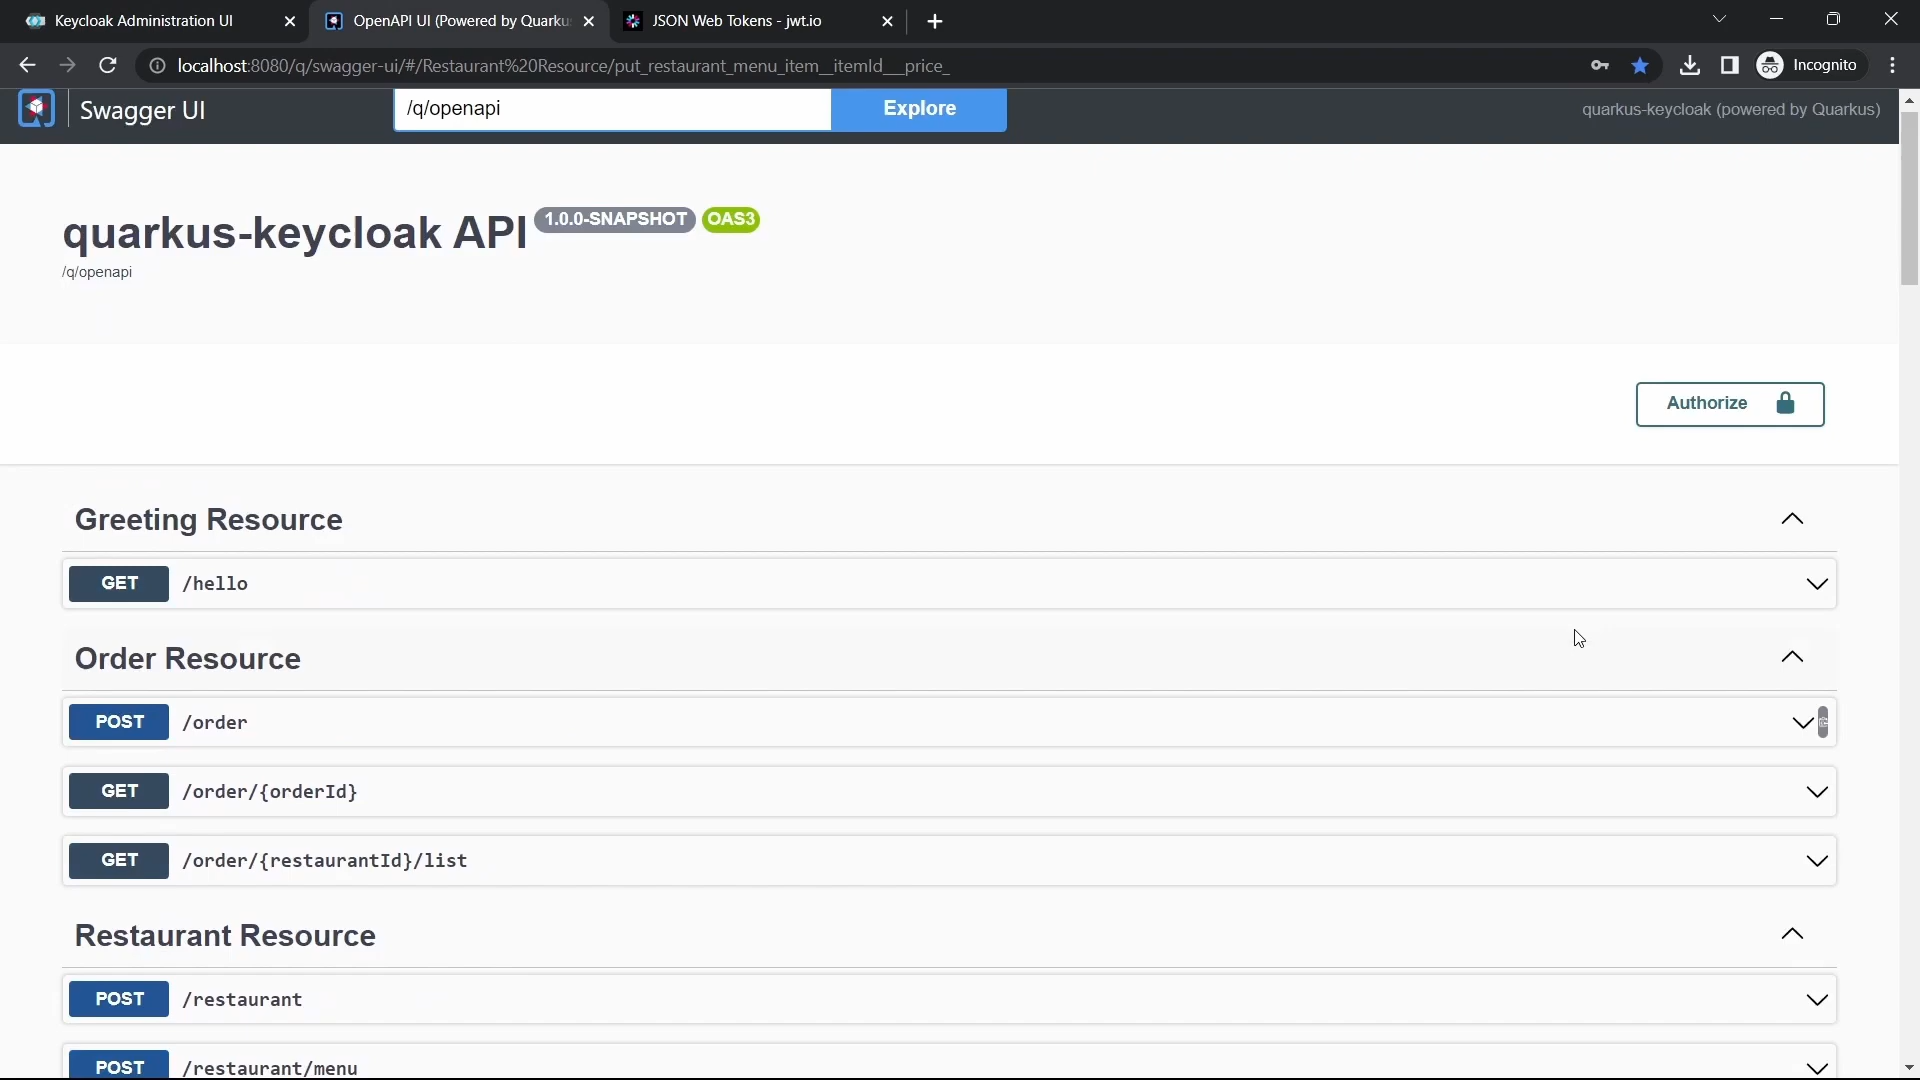 Keycloak Administration UI
OpenAPI UI (Powered by Quarku
JSON Web Tokens - jwt.io
localhost:8080/q/swagger-ui/#/Restaurant%20Resource/put_restaurant_menu_item__itemId__price_
Incognito
Swagger UI
/q/openapi
Explore
quarkus-keycloak (powered by Quarkus)
quarkus-keycloak API
1.0.0-SNAPSHOT
OAS3
/q/openapi
Authorize
Greeting Resource
GET /hello
Order Resource
POST /order
GET /order/{orderId}
GET /order/{restaurantId}/list
Restaurant Resource
POST /restaurant
POST /restaurant/menu